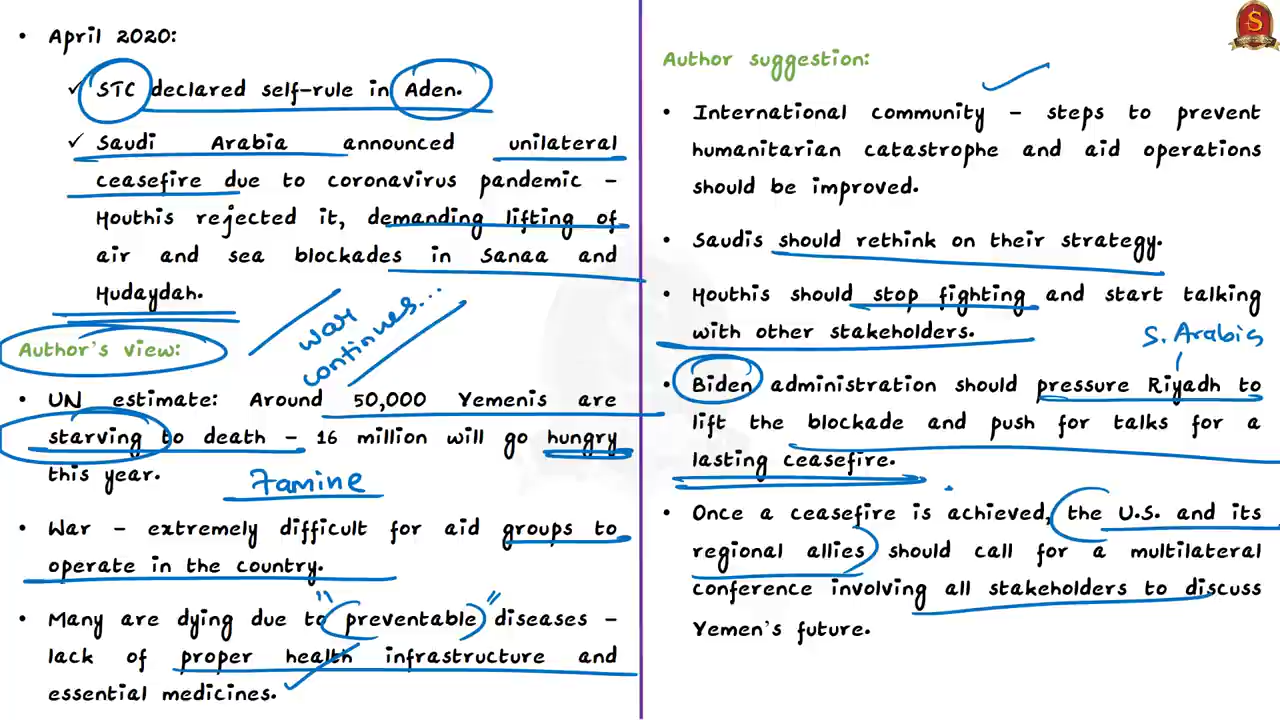 • April 2020:
✓ STC declared self-rule in Aden.
✓ Saudi Arabia announced unilateral
ceasefire due to coronavirus pandemic –
Houthis rejected it, demanding lifting of
air and sea blockades in Sanaa and
Hudaydah.
war
continues...
Author's view:
• UN estimate: Around 50,000 Yemenis are
starving to death – 16 million will go hungry
this year.
Famine
• War – extremely difficult for aid groups to
operate in the country.
• Many are dying due to "preventable" diseases –
lack of proper health infrastructure and
essential medicines.
S
Author suggestion:
• International community – steps to prevent
humanitarian catastrophe and aid operations
should be improved.
• Saudis should rethink on their strategy.
• Houthis should stop fighting and start talking
with other stakeholders.
S. Arabia
• Biden administration should pressure Riyadh to
lift the blockade and push for talks for a
lasting ceasefire.
• Once a ceasefire is achieved, the U.S. and its
regional allies should call for a multilateral
conference involving all stakeholders to discuss
Yemen's future.